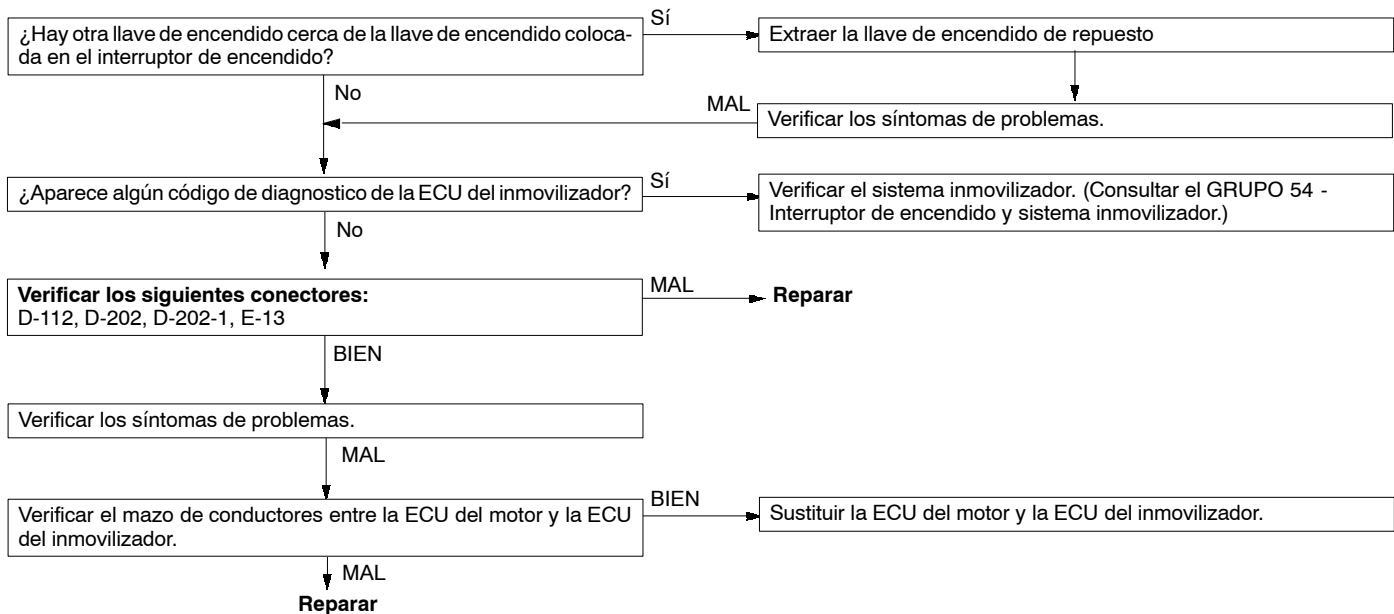 ¿Hay otra llave de encendido cerca de la llave de encendido coloca-
da en el interruptor de encendido?
Sí
Extraer la llave de encendido de repuesto
No
MAL
Verificar los síntomas de problemas.
¿Aparece algún código de diagnostico de la ECU del inmovilizador?
Sí
Verificar el sistema inmovilizador. (Consultar el GRUPO 54 -
Interruptor de encendido y sistema inmovilizador.)
No
Verificar los siguientes conectores:
D-112, D-202, D-202-1, E-13
MAL
Reparar
BIEN
Verificar los síntomas de problemas.
MAL
Verificar el mazo de conductores entre la ECU del motor y la ECU
del inmovilizador.
BIEN
Sustituir la ECU del motor y la ECU del inmovilizador.
MAL
Reparar